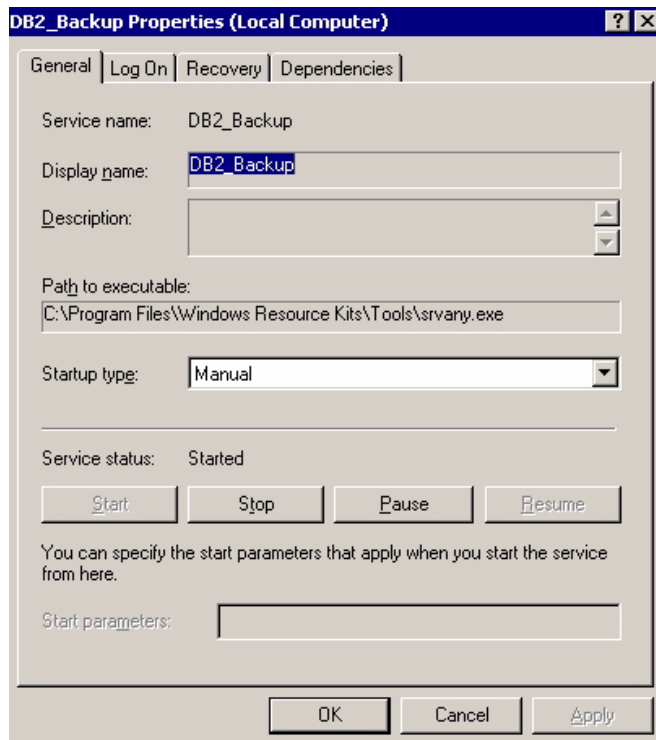 DB2_Backup Properties (Local Computer)
General Log On Recovery Dependencies
Service name: DB2_Backup
Display name: DB2_Backup
Description:
Path to executable:
C:\Program Files\Windows Resource Kits\Tools\srvany.exe
Startup type: Manual
Service status: Started
Start Stop Pause Resume
You can specify the start parameters that apply when you start the service
from here.
Start parameters:
OK Cancel Apply